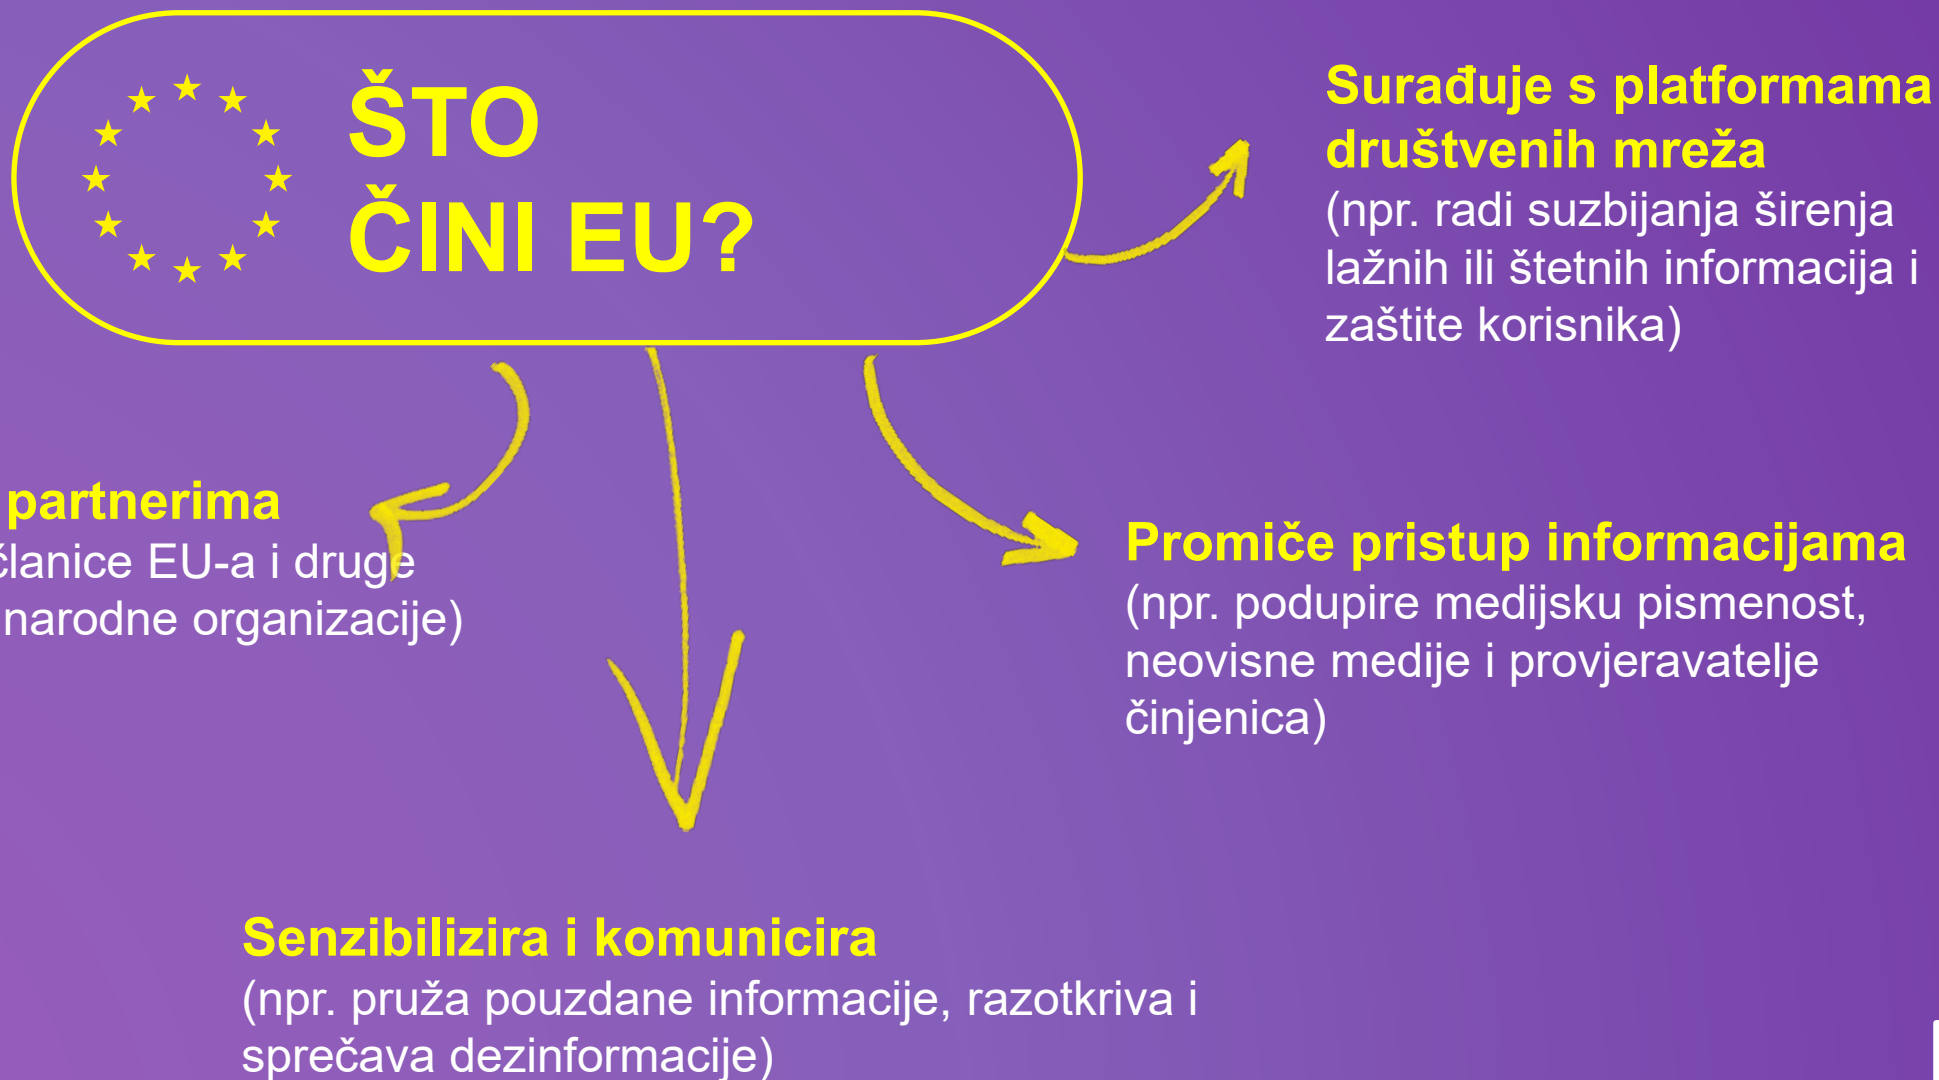 ŠTO
ČINI EU?
Surađuje s platformama
društvenih mreža
(npr. radi suzbijanja širenja
lažnih ili štetnih informacija i
zaštite korisnika)
partnerima
članice EU-a i druge
narodne organizacije)
Promiče pristup informacijama
(npr. podupire medijsku pismenost,
neovisne medije i provjeravatelje
činjenica)
Senzibilizira i komunicira
(npr. pruža pouzdane informacije, razotkriva i
sprečava dezinformacije)